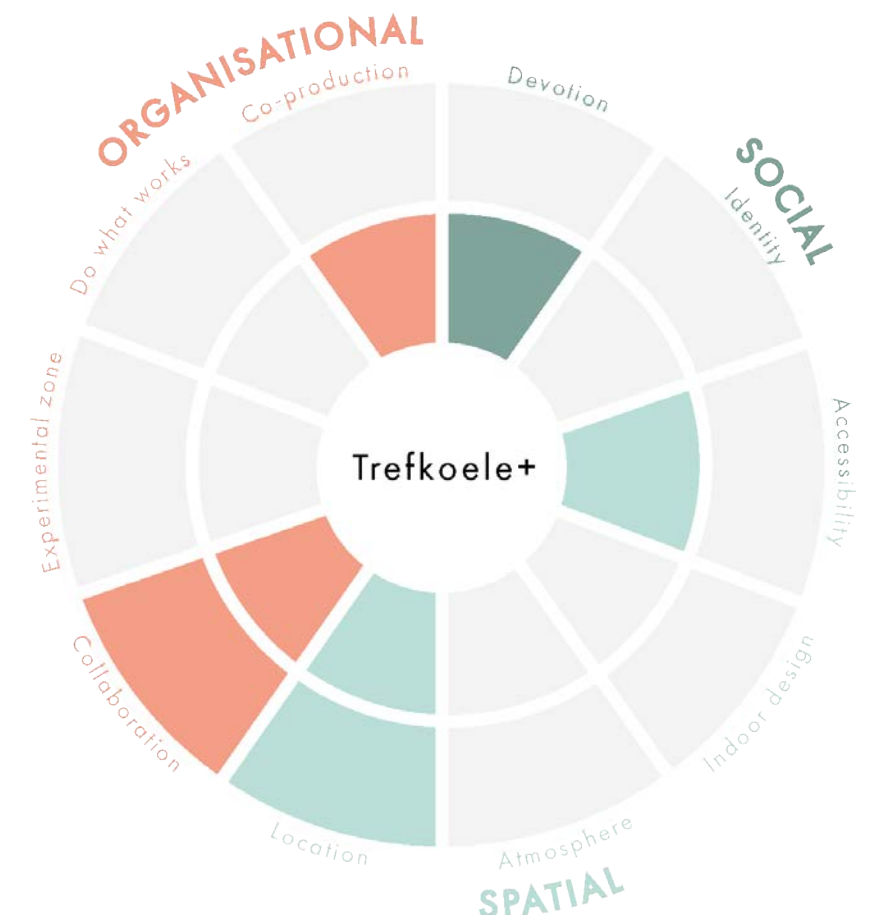 ORGANISATIONAL
Co-production
Devotion
SOCIAL
Identity
Do what works
Experimental zone
Accessibility
Trefkoele+
Collaboration
Indoor design
Location
Atmosphere
SPATIAL